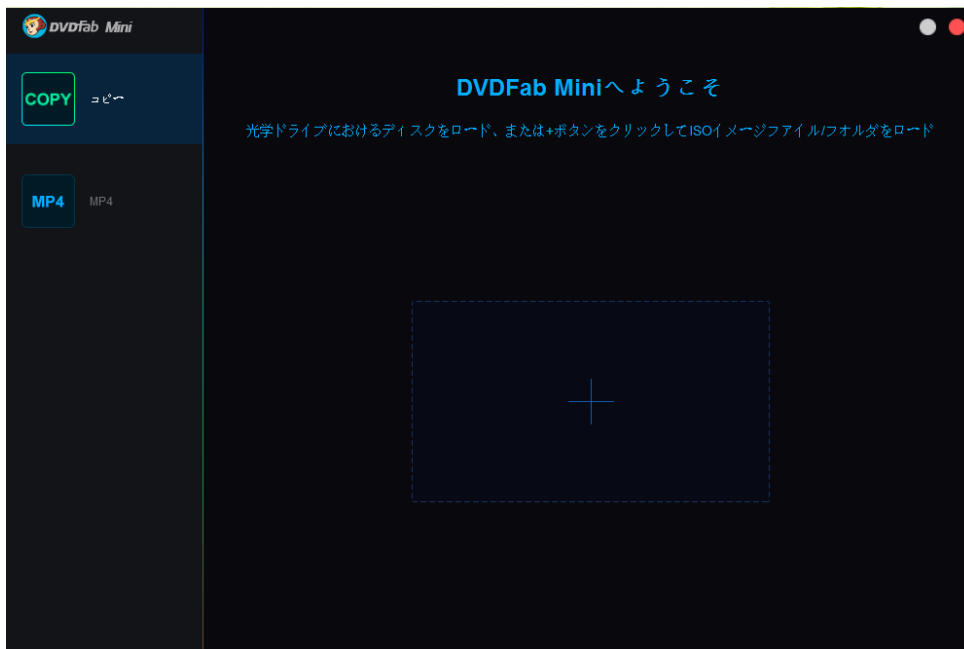 DVDFab Mini
COPY コピー
MP4 MP4
DVDFab Miniへようこそ
光学ドライブにおけるディスクをロード、または+ボタンをクリックしてISOイメージファイル/フォルダをロード